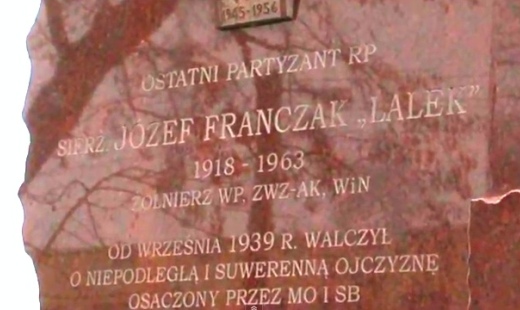 1945-1956
OSTATNI PARTYZANT RP
SIERŻ. JÓZEF FRANCZAK „LALEK”
1918 - 1963
ŻOŁNIERZ WP, ZWZ-AK, WiN
OD WRZEŚNIA 1939 R. WALCZYŁ
O NIEPODLEGŁĄ I SUWERENNĄ OJCZYZNĘ
OSACZONY PRZEZ MO I SB